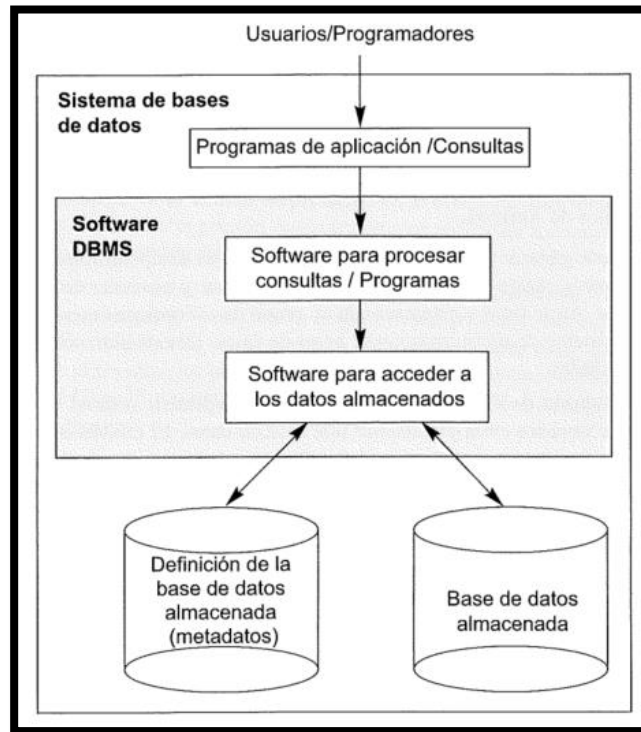 Usuarios/Programadores
Sistema de bases
de datos
Programas de aplicación /Consultas
Software
DBMS
Software para procesar
consultas / Programas
Software para acceder a
los datos almacenados
Definición de la
base de datos
almacenada
(metadatos)
Base de datos
almacenada